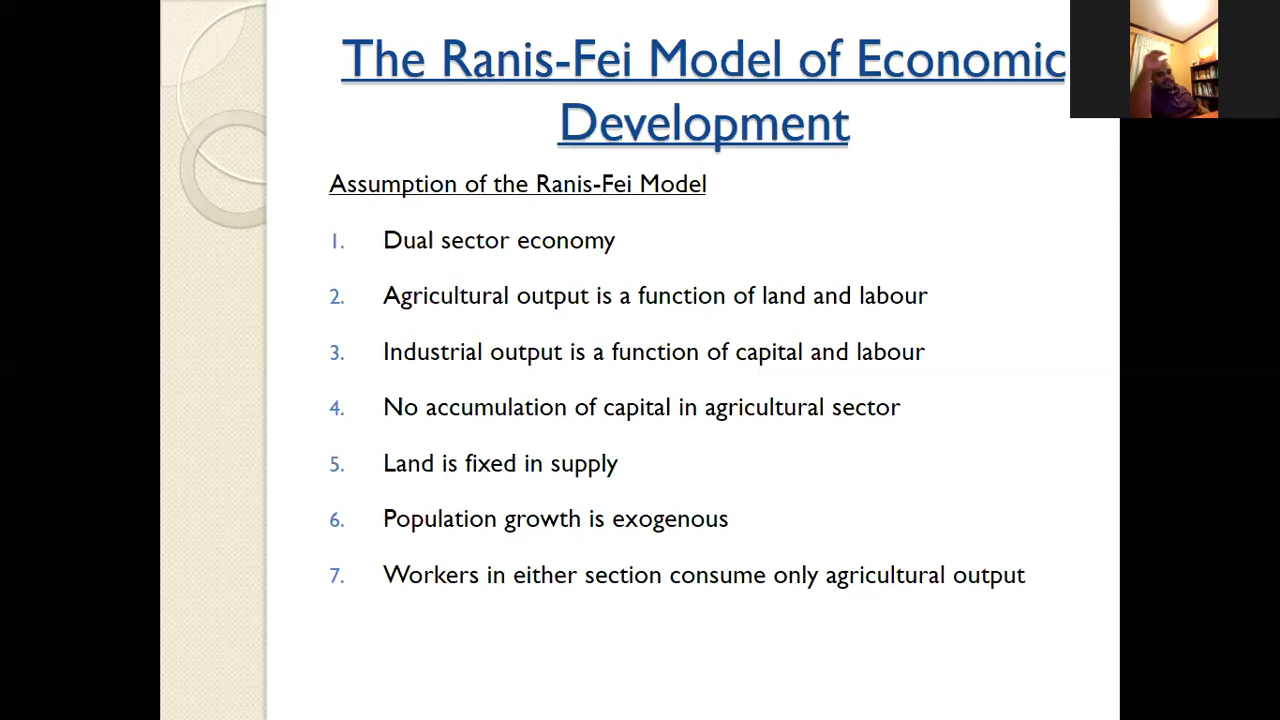 The Ranis-Fei Model of Economic
Development
Assumption of the Ranis-Fei Model
1. Dual sector economy
2. Agricultural output is a function of land and labour
3. Industrial output is a function of capital and labour
4. No accumulation of capital in agricultural sector
5. Land is fixed in supply
6. Population growth is exogenous
7. Workers in either section consume only agricultural output